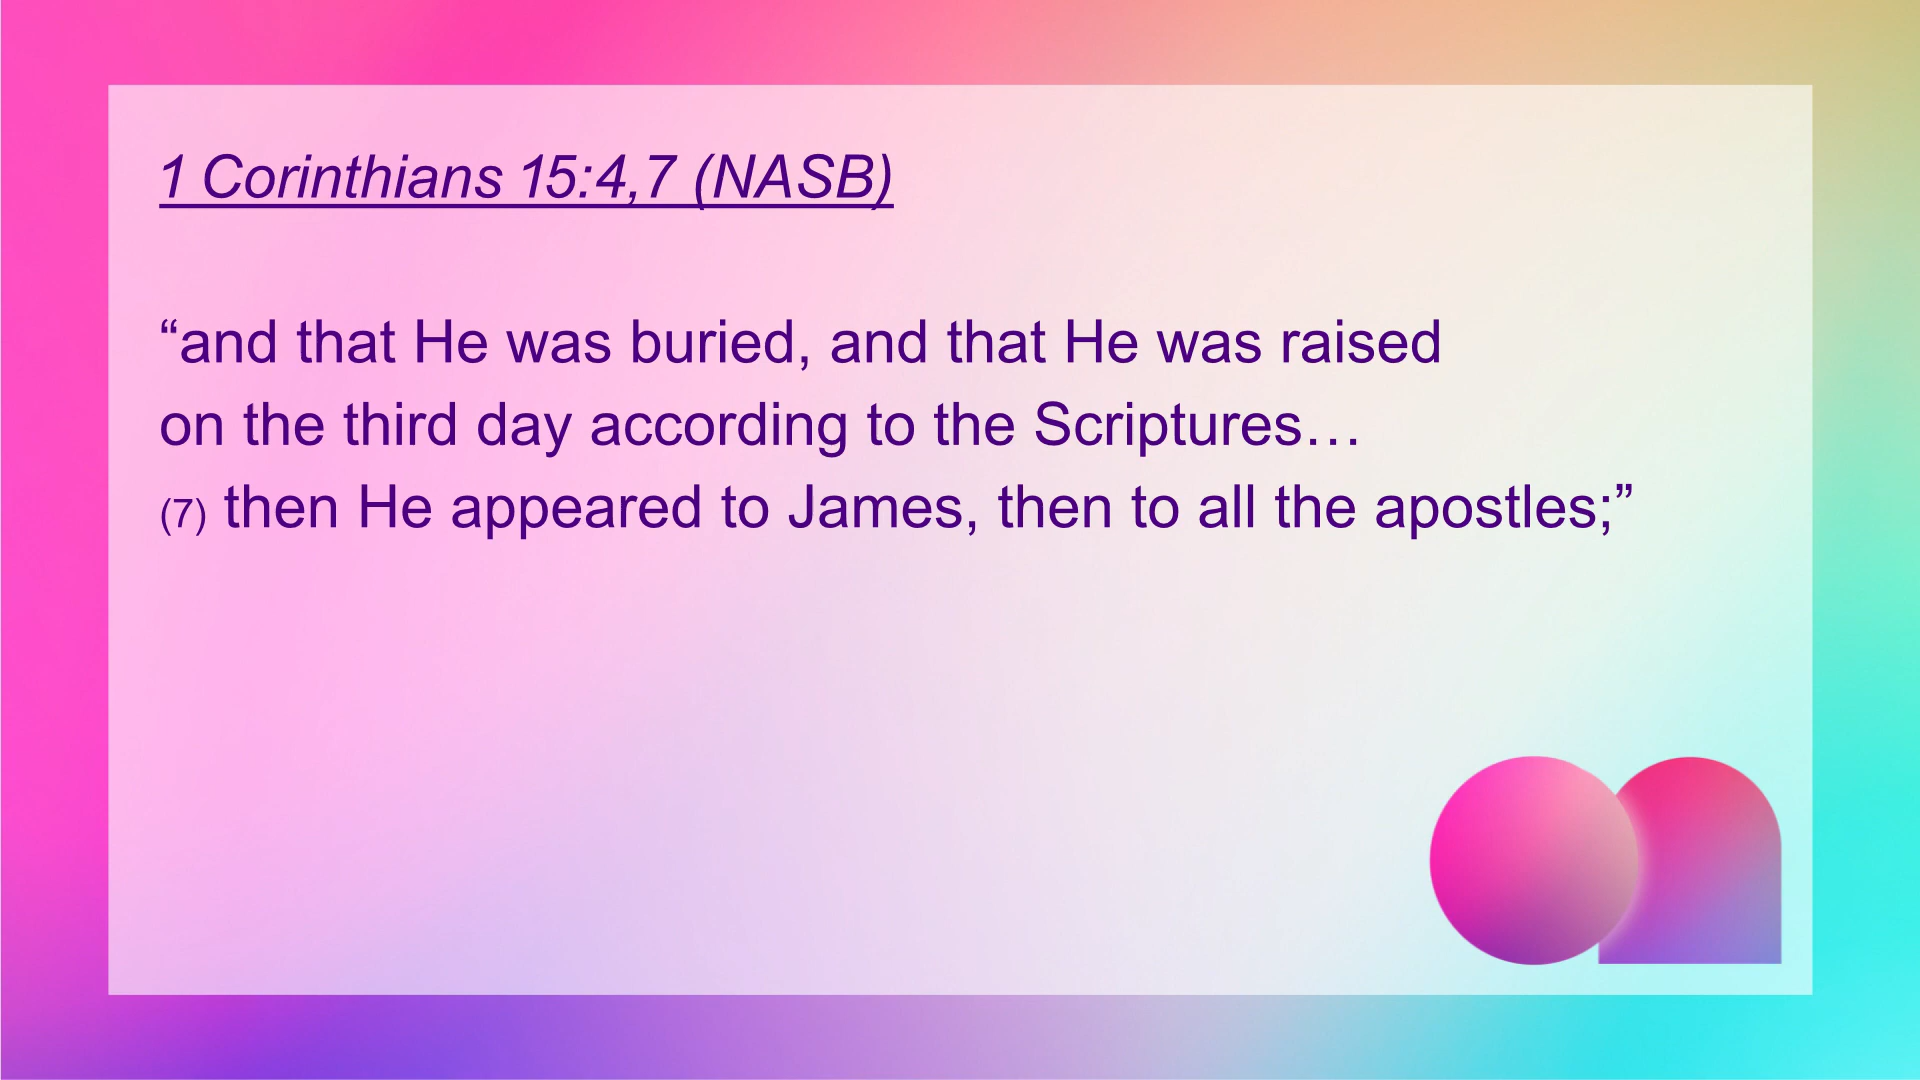 1 Corinthians 15:4,7 (NASB)
“and that He was buried, and that He was raised
on the third day according to the Scriptures…
(7) then He appeared to James, then to all the apostles;”